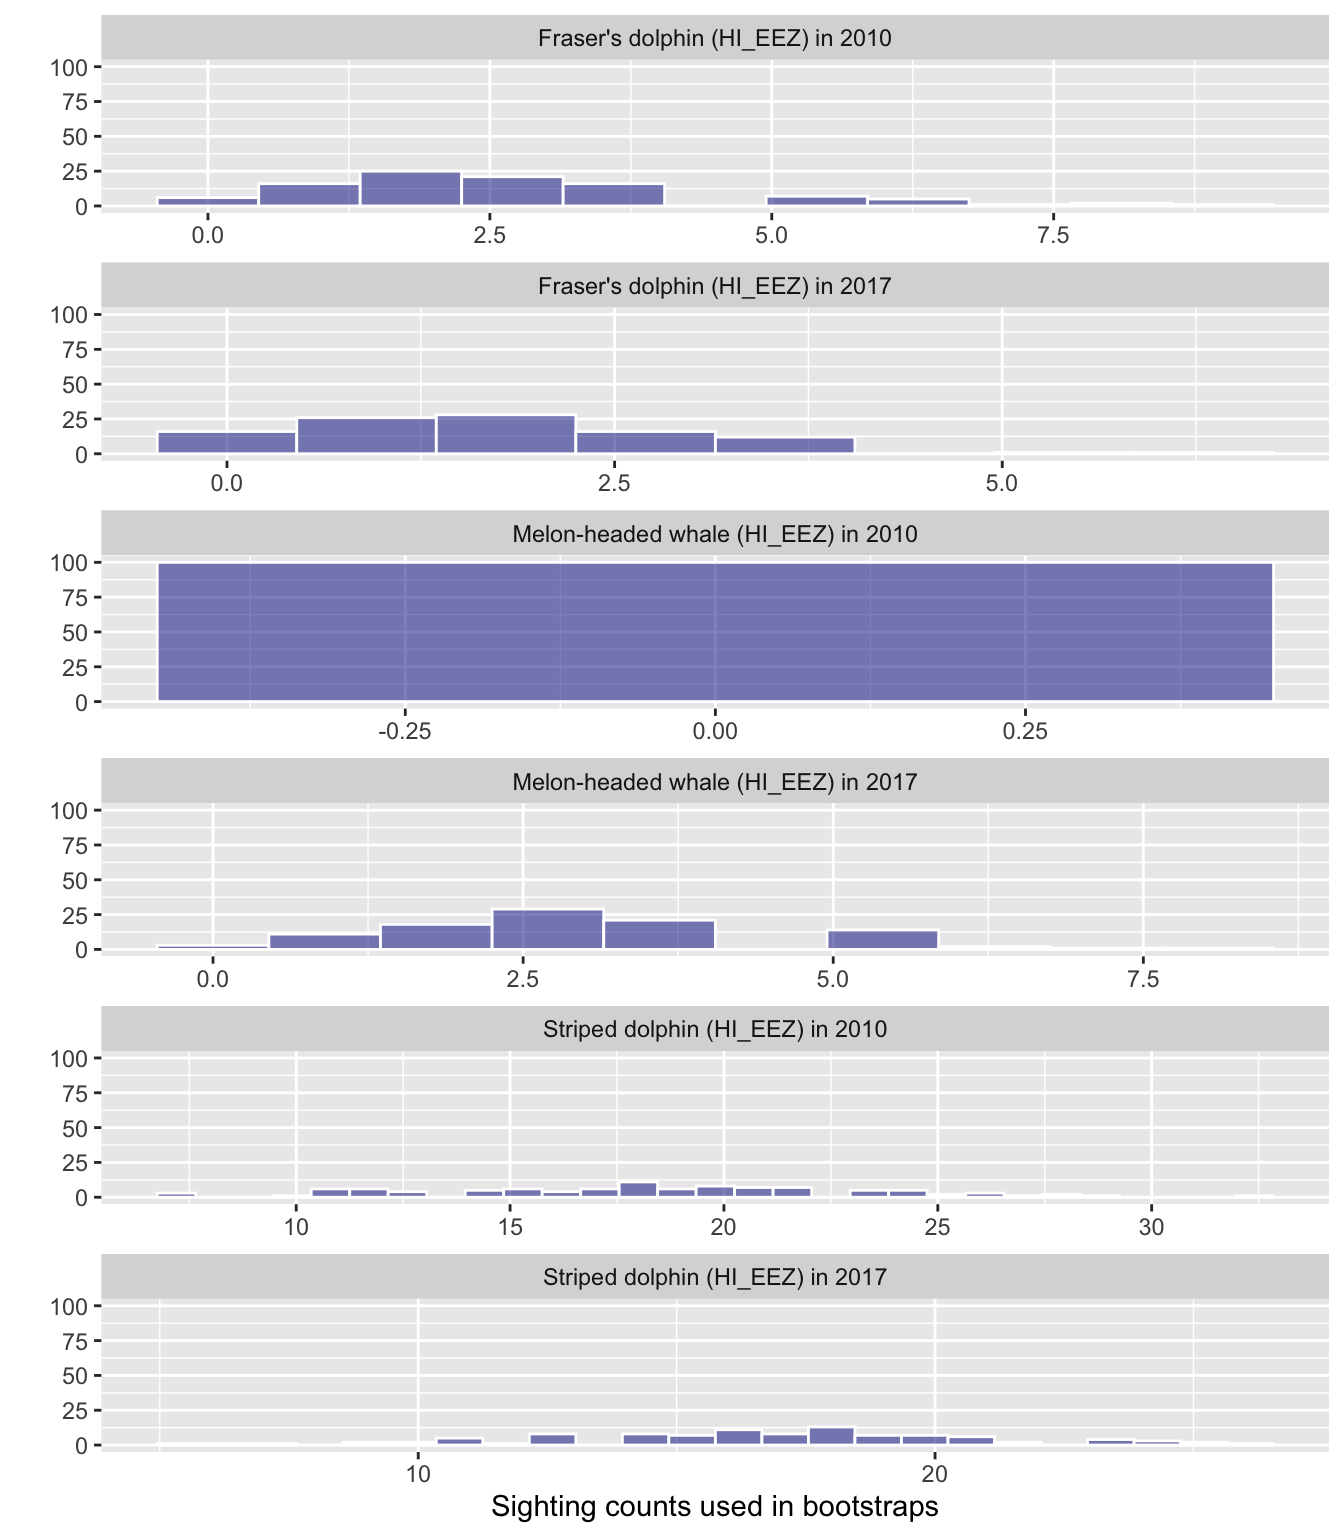 Fraser's dolphin (HI_EEZ) in 2010
100
75
50
25
0
0.0 2.5 5.0 7.5
Fraser's dolphin (HI_EEZ) in 2017
100
75
50
25
0
0.0 2.5 5.0
Melon-headed whale (HI_EEZ) in 2010
100
75
50
25
0
-0.25 0.00 0.25
Melon-headed whale (HI_EEZ) in 2017
100
75
50
25
0
0.0 2.5 5.0 7.5
Striped dolphin (HI_EEZ) in 2010
100
75
50
25
0
10 15 20 25 30
Striped dolphin (HI_EEZ) in 2017
100
75
50
25
0
10 20
Sighting counts used in bootstraps